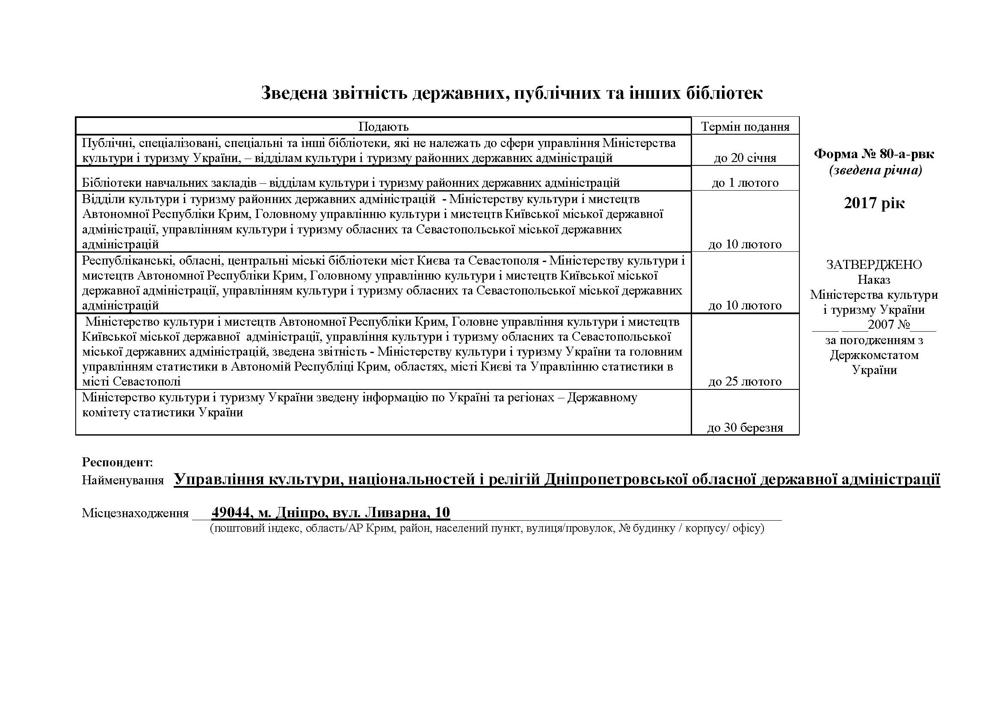 Зведена звітність державних, публічних та інших бібліотек
Подають
Термін подання
Публічні, спеціалізовані, спеціальні та інші бібліотеки, які не належать до сфери управління Міністерства
культури і туризму України, – відділам культури і туризму районних державних адміністрацій
до 20 січня
Бібліотеки навчальних закладів – відділам культури і туризму районних державних адміністрацій
до 1 лютого
Відділи культури і туризму районних державних адміністрацій - Міністерству культури і мистецтв
Автономної Республіки Крим, Головному управлінню культури і мистецтв Київської міської державної
адміністрації, управлінням культури і туризму обласних та Севастопольської міської державних
адміністрацій
до 10 лютого
Республіканські, обласні, центральні міські бібліотеки міст Києва та Севастополя - Міністерству культури і
мистецтв Автономної Республіки Крим, Головному управлінню культури і мистецтв Київської міської
державної адміністрації, управлінням культури і туризму обласних та Севастопольської міської державних
адміністрацій
до 10 лютого
Міністерство культури і мистецтв Автономної Республіки Крим, Головне управління культури і мистецтв
Київської міської державної адміністрації, управління культури і туризму обласних та Севастопольської
міської державних адміністрацій, зведена звітність - Міністерству культури і туризму України та головним
управлінням статистики в Автономій Республіці Крим, областях, місті Києві та Управлінню статистики в
місті Севастополі
до 25 лютого
Міністерство культури і туризму України зведену інформацію по Україні та регіонах – Державному
комітету статистики України
до 30 березня
Форма № 80-а-рвк
(зведена річна)
2017 рік
ЗАТВЕРДЖЕНО
Наказ
Міністерства культури
і туризму України
____ ____2007 №____
за погодженням з
Держкомстатом
України
Респондент:
Найменування Управління культури, національностей і релігій Дніпропетровської обласної державної адміністрації
Місцезнаходження ___49044, м. Дніпро, вул. Ливарна, 10
(поштовий індекс, область/АР Крим, район, населений пункт, вулиця/провулок, № будинку / корпусу/ офісу)